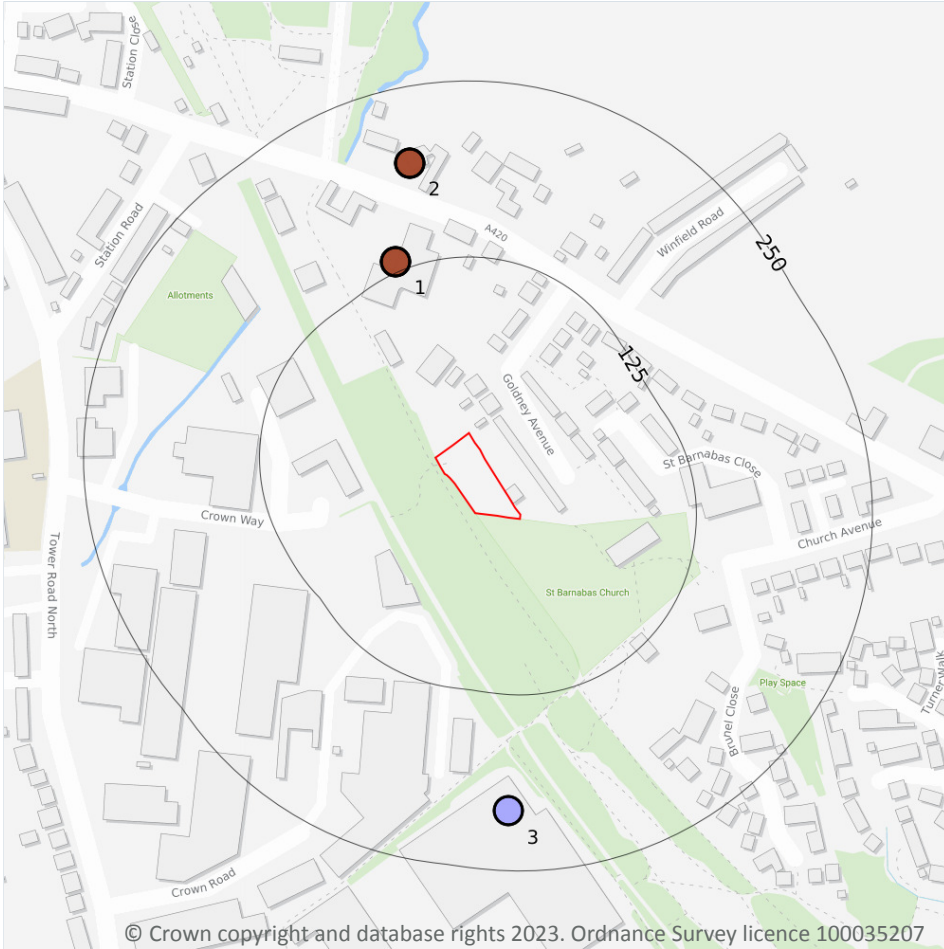 Station Close
2
A420
Winfield Road
250
Station Road
1
Allotments
125
Goldney Avenue
St Barnabas Close
Crown Way
Church Avenue
Tower Road North
St Barnabas Church
Turner Walk
Play Space
Brunel Close
3
Crown Road
© Crown copyright and database rights 2023. Ordnance Survey licence 100035207